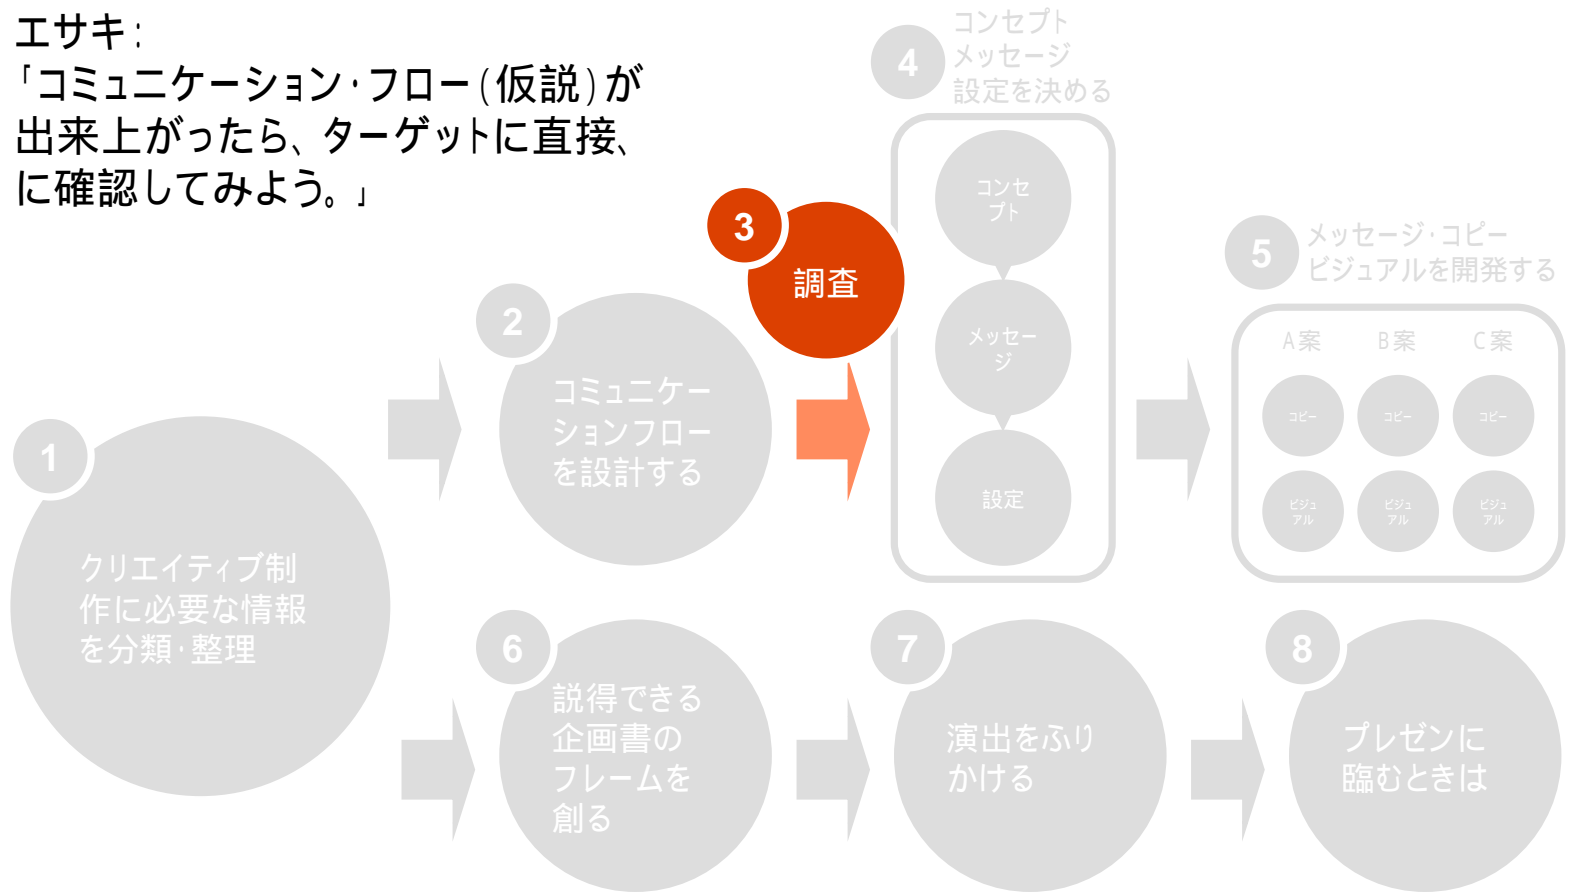 エサキ：
「コミュニケーション・フロー(仮説)が
出来上がったら、ターゲットに直接、
に確認してみよう。」
1
クリエイティブ制
作に必要な情報
を分類・整理
2
コミュニケー
ションフロー
を設計する
3
調査
4
コンセプト
メッセージ
設定を決める
コンセ
プト
メッセー
ジ
設定
5
メッセージ・コピー
ビジュアルを開発する
A案 B案 C案
コピー コピー コピー
ビジュ
アル
ビジュ
アル
ビジュ
アル
6
説得できる
企画書の
フレームを
創る
7
演出をふり
かける
8
プレゼンに
臨むときは